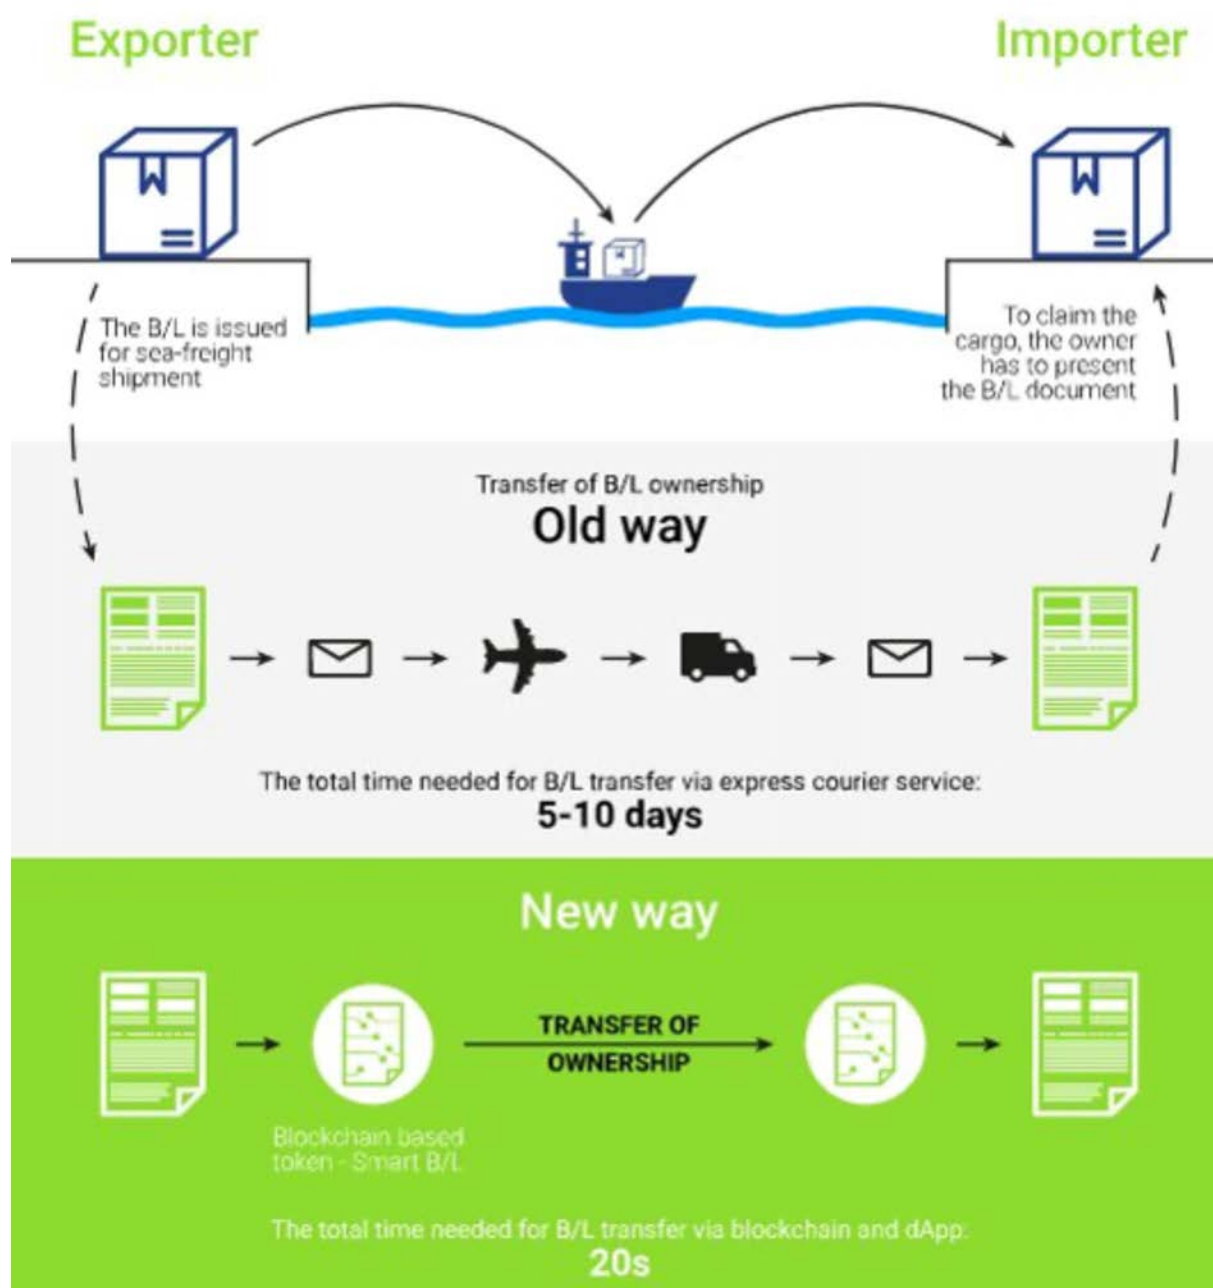 Exporter
Importer
The B/L is issued
for sea-freight
shipment
To claim the
cargo, the owner
has to present
the B/L document
Transfer of B/L ownership
Old way
The total time needed for B/L transfer via express courier service:
5-10 days
New way
TRANSFER OF
OWNERSHIP
Blockchain based
token - Smart B/L
The total time needed for B/L transfer via blockchain and dApp:
20s